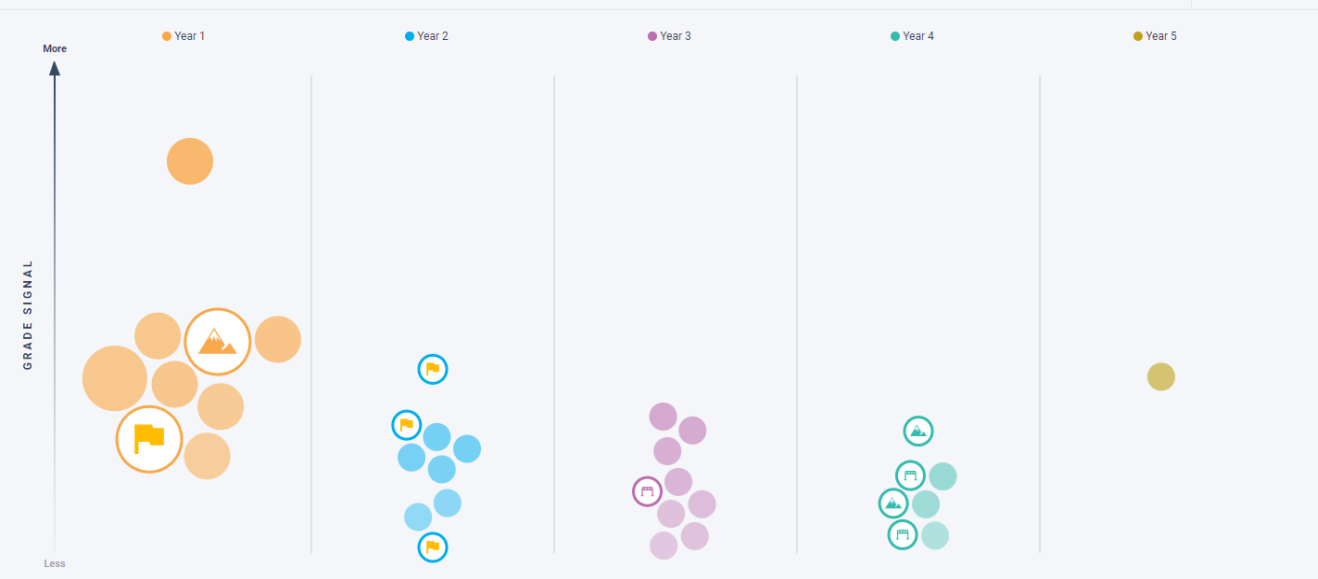 Year 1
Year 2
Year 3
Year 4
Year 5
More
GRADE SIGNAL
Less